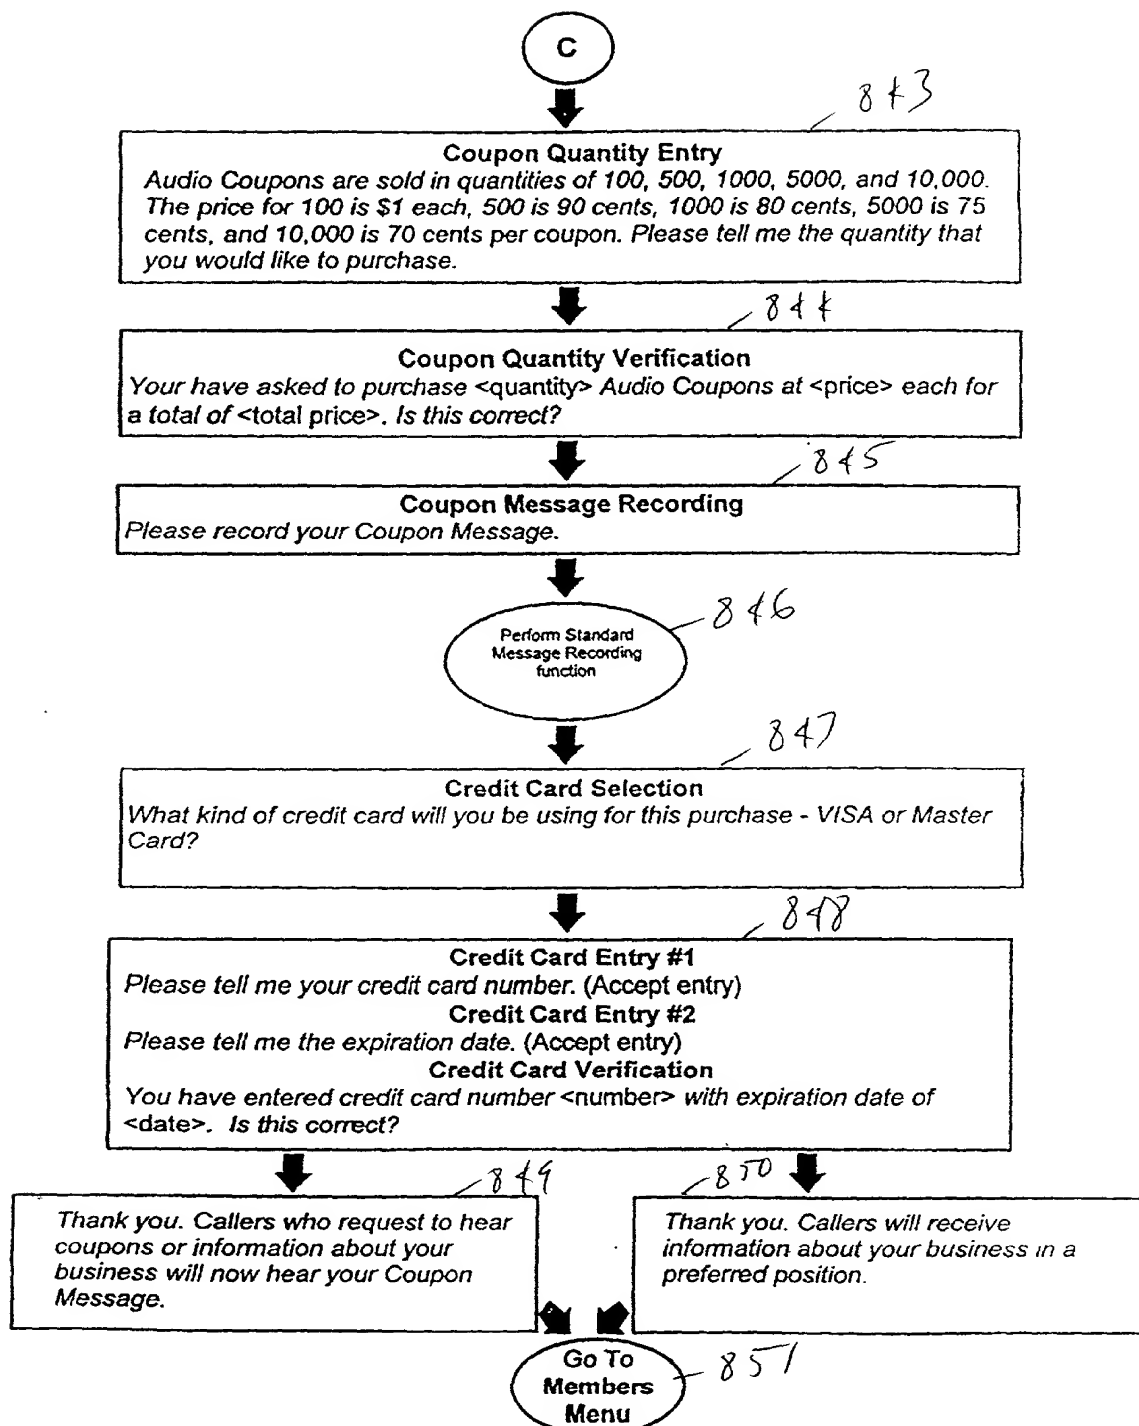 C
843
Coupon Quantity Entry
Audio Coupons are sold in quantities of 100, 500, 1000, 5000, and 10,000.
The price for 100 is $1 each, 500 is 90 cents, 1000 is 80 cents, 5000 is 75
cents, and 10,000 is 70 cents per coupon. Please tell me the quantity that
you would like to purchase.
844
Coupon Quantity Verification
Your have asked to purchase <quantity> Audio Coupons at <price> each for
a total of <total price>. Is this correct?
845
Coupon Message Recording
Please record your Coupon Message.
846
Perform Standard
Message Recording
function
847
Credit Card Selection
What kind of credit card will you be using for this purchase - VISA or Master
Card?
848
Credit Card Entry #1
Please tell me your credit card number. (Accept entry)
Credit Card Entry #2
Please tell me the expiration date. (Accept entry)
Credit Card Verification
You have entered credit card number <number> with expiration date of
<date>. Is this correct?
849
Thank you. Callers who request to hear
coupons or information about your
business will now hear your Coupon
Message.
850
Thank you. Callers will receive
information about your business in a
preferred position.
Go To
Members
Menu
851